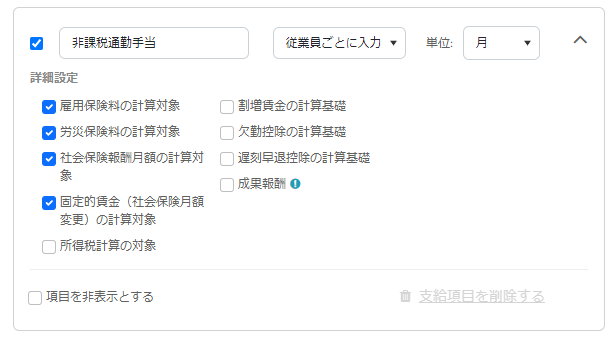 非課税通勤手当 従業員ごとに入力 単位: 月
詳細設定
雇用保険料の計算対象
労災保険料の計算対象
社会保険報酬月額の計算対
象
固定的賃金（社会保険月額
変更）の計算対象
所得税計算の対象
割増賃金の計算基礎
欠勤控除の計算基礎
遅刻早退控除の計算基礎
成果報酬
項目を非表示とする
支給項目を削除する